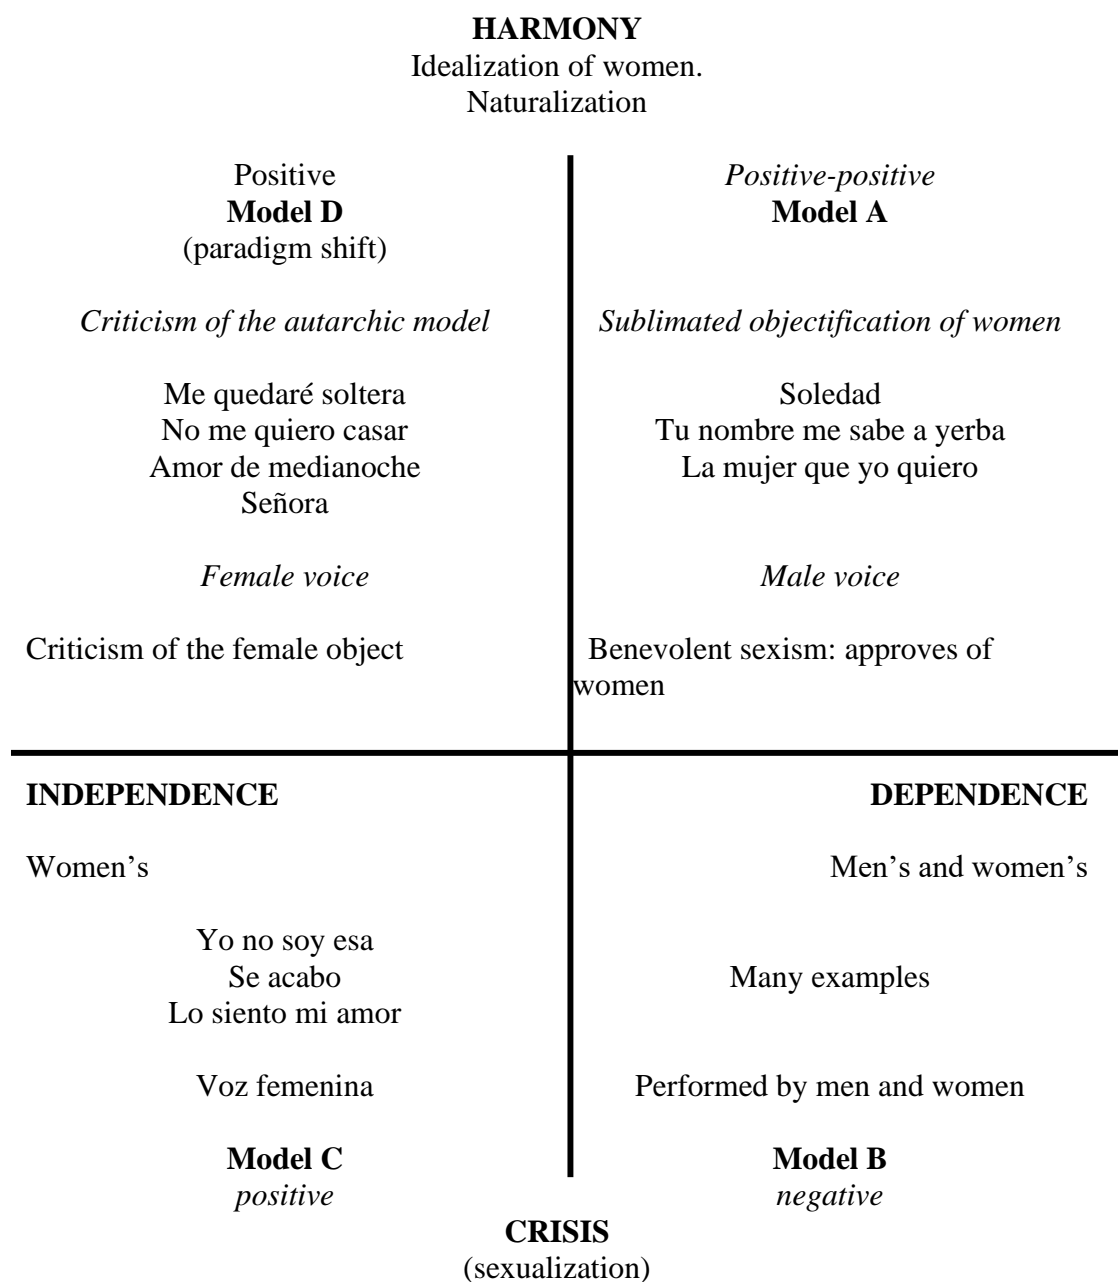 HARMONY
Idealization of women.
Naturalization
Positive
Model D
(paradigm shift)
Criticism of the autarchic model
Me quedaré soltera
No me quiero casar
Amor de medianoche
Señora
Female voice
Criticism of the female object
Positive-positive
Model A
Sublimated objectification of women
Soledad
Tu nombre me sabe a yerba
La mujer que yo quiero
Male voice
Benevolent sexism: approves of
women
INDEPENDENCE
Women’s
Yo no soy esa
Se acabo
Lo siento mi amor
Voz femenina
Model C
positive
DEPENDENCE
Men’s and women’s
Many examples
Performed by men and women
Model B
negative
CRISIS
(sexualization)